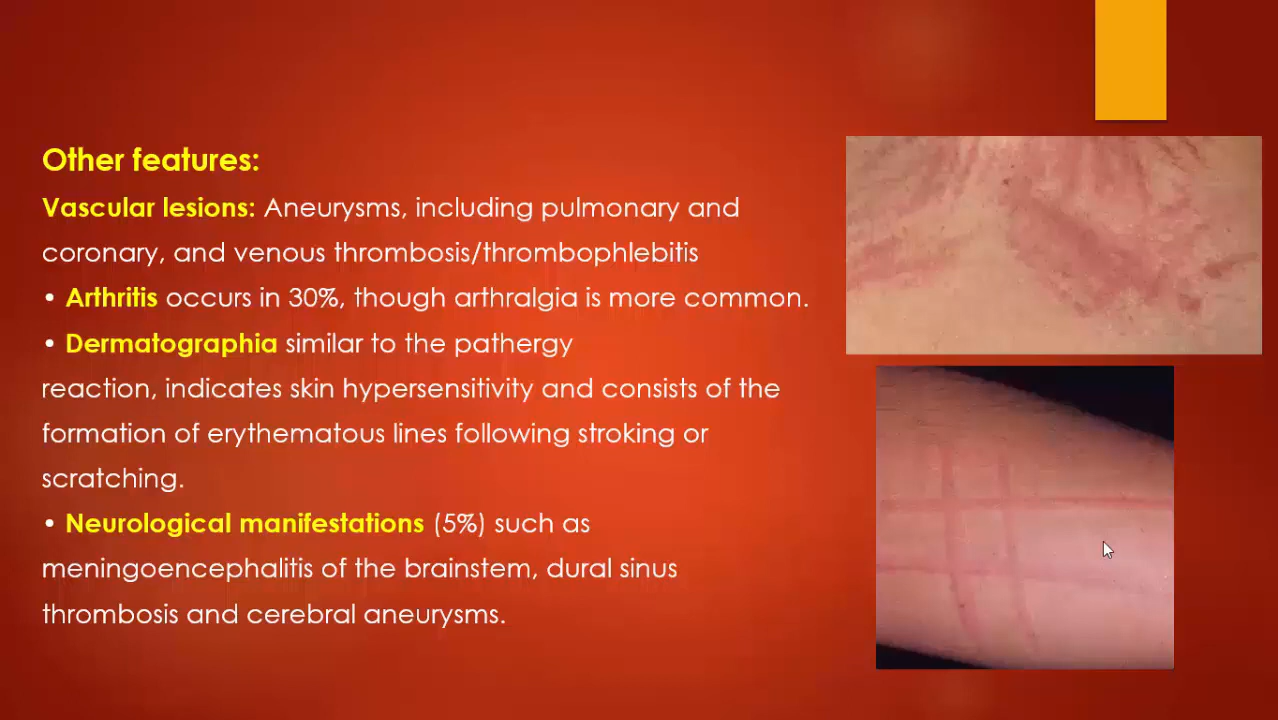 Other features:
Vascular lesions: Aneurysms, including pulmonary and
coronary, and venous thrombosis/thrombophlebitis
• Arthritis occurs in 30%, though arthralgia is more common.
• Dermatographia similar to the pathergy
reaction, indicates skin hypersensitivity and consists of the
formation of erythematous lines following stroking or
scratching.
• Neurological manifestations (5%) such as
meningoencephalitis of the brainstem, dural sinus
thrombosis and cerebral aneurysms.